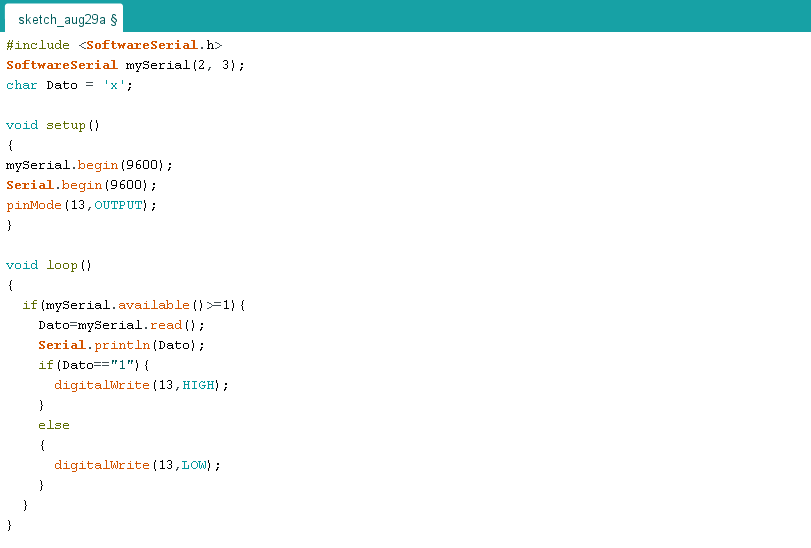 sketch_aug29a §
#include <SoftwareSerial.h>
SoftwareSerial mySerial(2, 3);
char Dato = 'x';
void setup()
{
mySerial.begin(9600);
Serial.begin(9600);
pinMode(13,OUTPUT);
}
void loop()
{
  if(mySerial.available()>=1){
    Dato=mySerial.read();
    Serial.println(Dato);
    if(Dato=="1"){
      digitalWrite(13,HIGH);
    }
    else
    {
      digitalWrite(13,LOW);
    }
  }
}